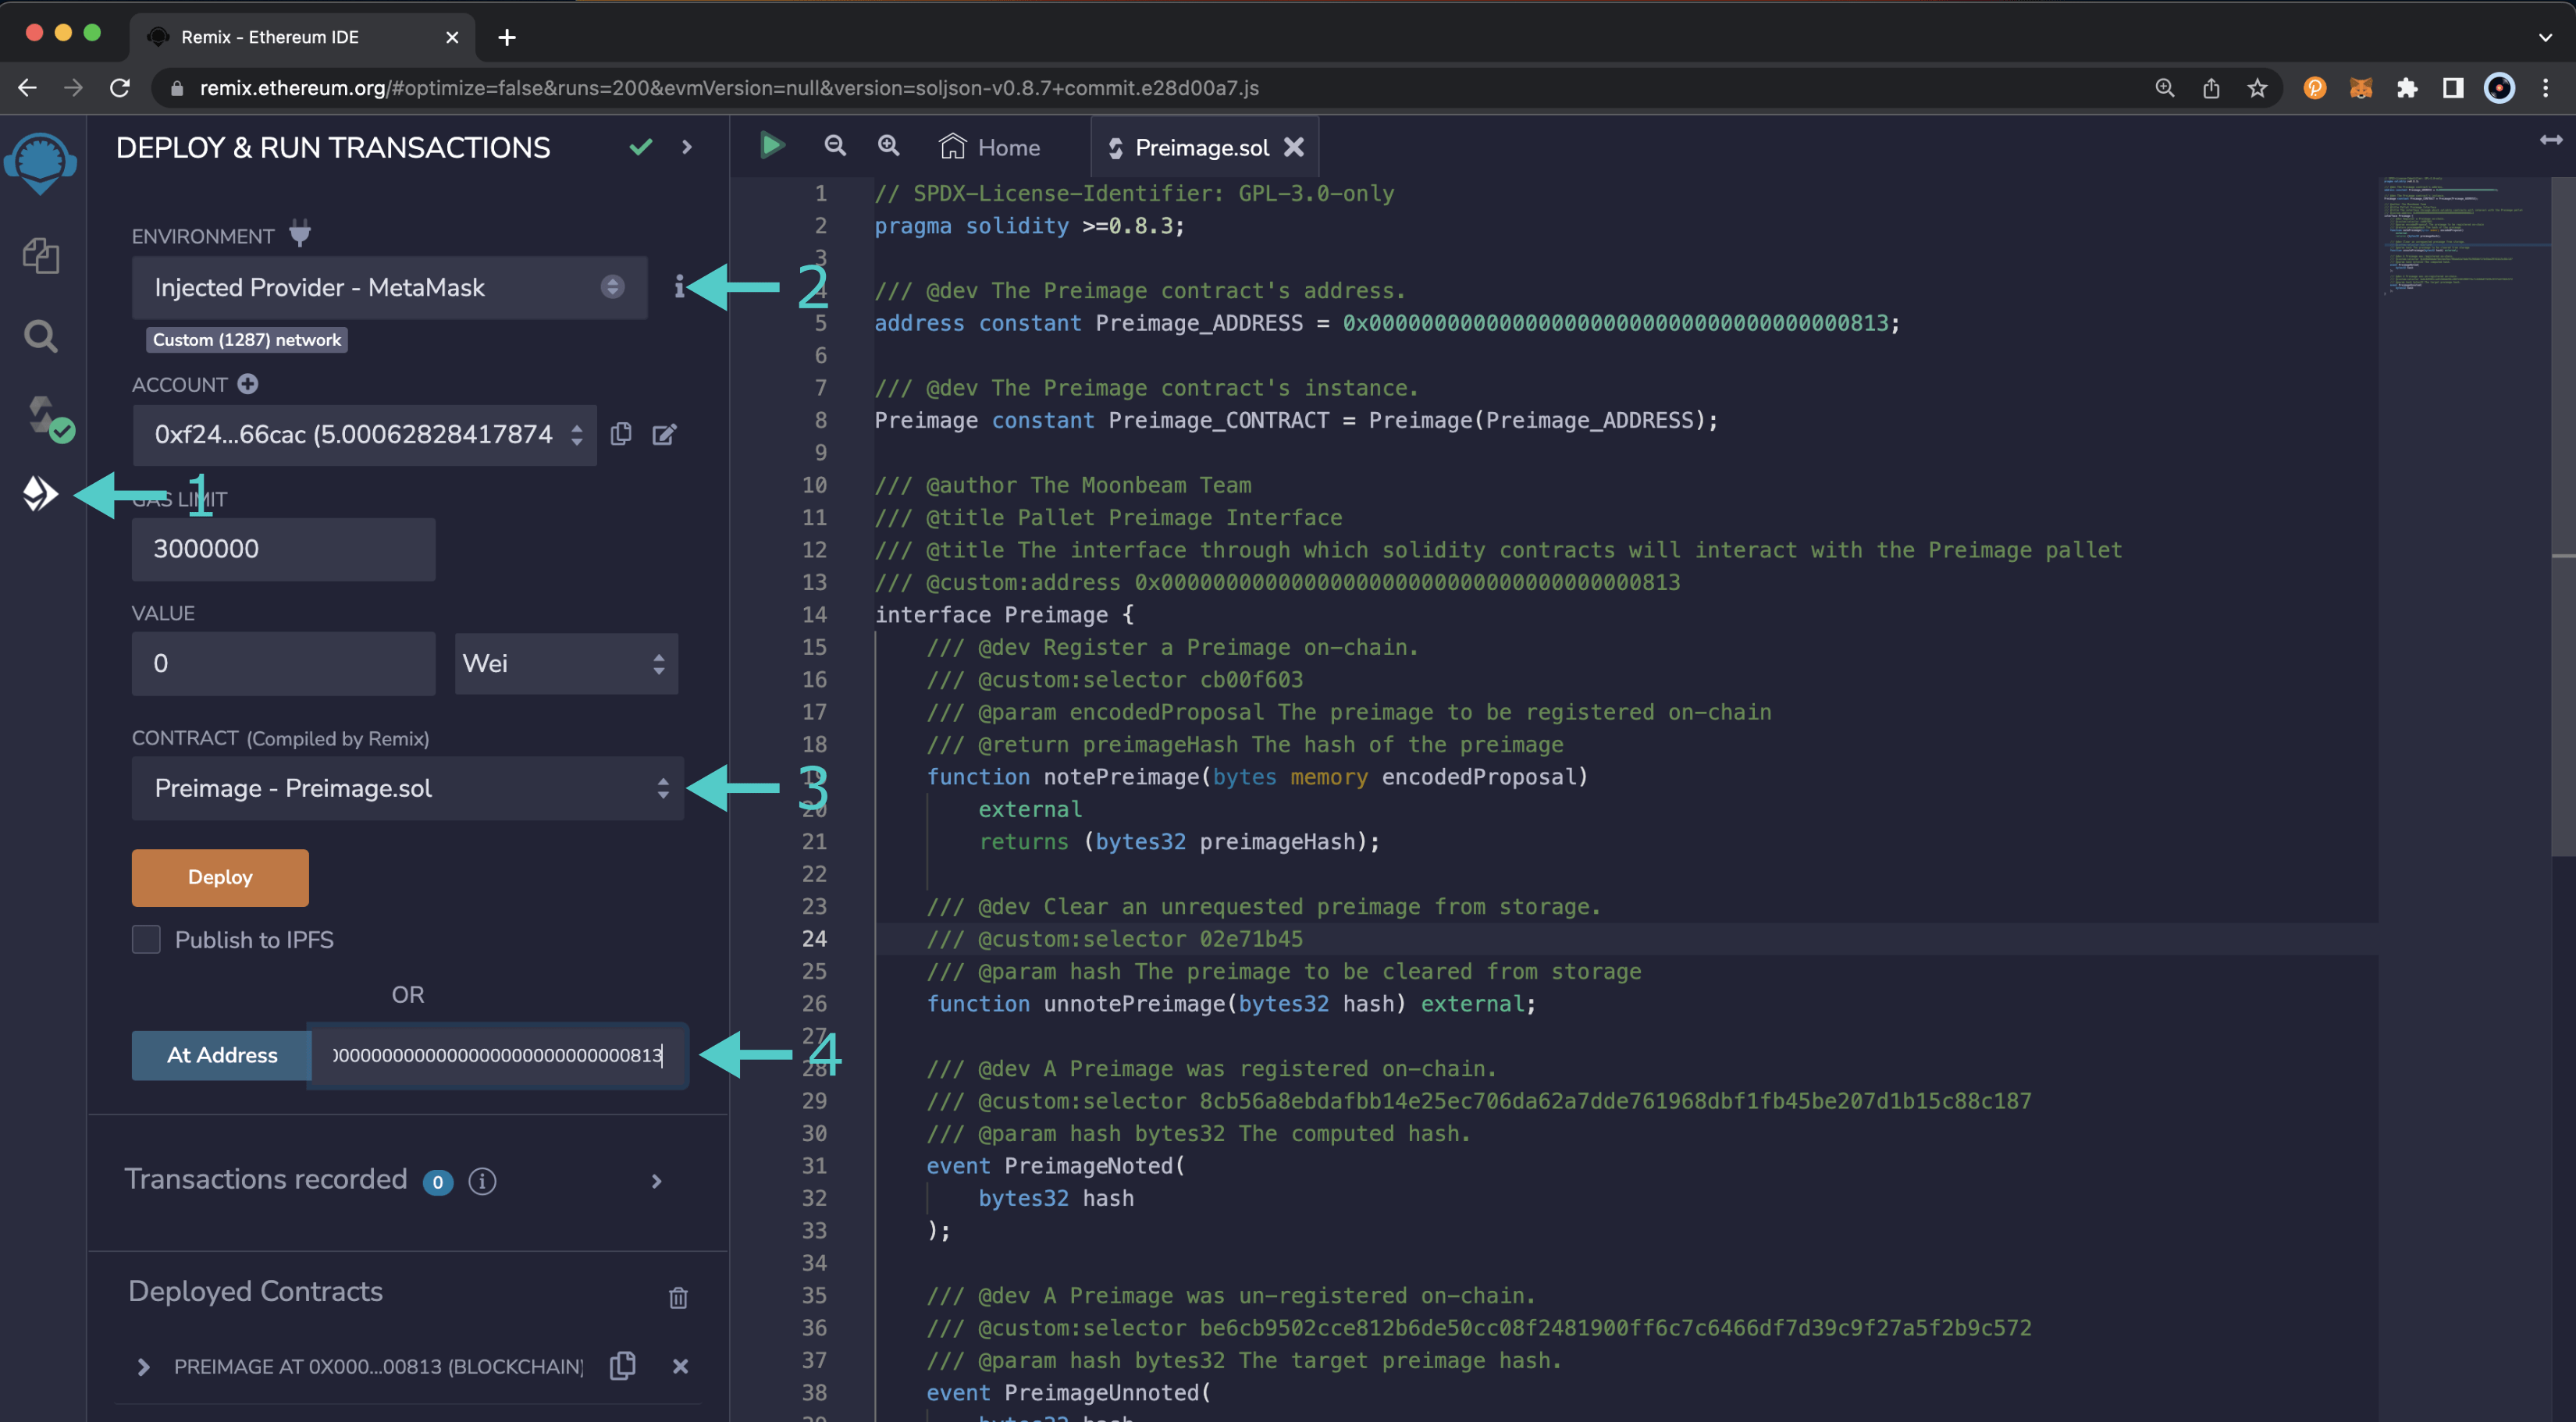 Remix - Ethereum IDE
remix.ethereum.org/#optimize=false&runs=200&evmVersion=null&version=soljson-v0.8.7+commit.e28d00a7.js
DEPLOY & RUN TRANSACTIONS
ENVIRONMENT
Injected Provider - MetaMask
2
Custom (1287) network
ACCOUNT
0xf24...66cac (5.00062828417874
1
GAS LIMIT
3000000
VALUE
0
Wei
CONTRACT (Compiled by Remix)
Preimage - Preimage.sol
3
Deploy
Publish to IPFS
OR
At Address
4
Transactions recorded 0
Deployed Contracts
PREIMAGE AT 0X000...00813 (BLOCKCHAIN)
Home
Preimage.sol
1 // SPDX-License-Identifier: GPL-3.0-only
2 pragma solidity >=0.8.3;
3
4 /// @dev The Preimage contract's address.
5 address constant Preimage_ADDRESS = 0x0000000000000000000000000000000000000813;
6
7 /// @dev The Preimage contract's instance.
8 Preimage constant Preimage_CONTRACT = Preimage(Preimage_ADDRESS);
9
10 /// @author The Moonbeam Team
11 /// @title Pallet Preimage Interface
12 /// @title The interface through which solidity contracts will interact with the Preimage pallet
13 /// @custom:address 0x0000000000000000000000000000000000000813
14 interface Preimage {
15 /// @dev Register a Preimage on-chain.
16 /// @custom:selector cb00f603
17 /// @param encodedProposal The preimage to be registered on-chain
18 /// @return preimageHash The hash of the preimage
19 function notePreimage(bytes memory encodedProposal)
20 external
21 returns (bytes32 preimageHash);
22
23 /// @dev Clear an unrequested preimage from storage.
24 /// @custom:selector 02e71b45
25 /// @param hash The preimage to be cleared from storage
26 function unnotePreimage(bytes32 hash) external;
27
28 /// @dev A Preimage was registered on-chain.
29 /// @custom:selector 8cb56a8ebdafbb14e25ec706da62a7dde761968dbf1fb45be207d1b15c88c187
30 /// @param hash bytes32 The computed hash.
31 event PreimageNoted(
32 bytes32 hash
33 );
34
35 /// @dev A Preimage was un-registered on-chain.
36 /// @custom:selector be6cb9502cce812b6de50cc08f2481900ff6c7c6466df7d39c9f27a5f2b9c572
37 /// @param hash bytes32 The target preimage hash.
38 event PreimageUnnoted(
39 bytes32 hash